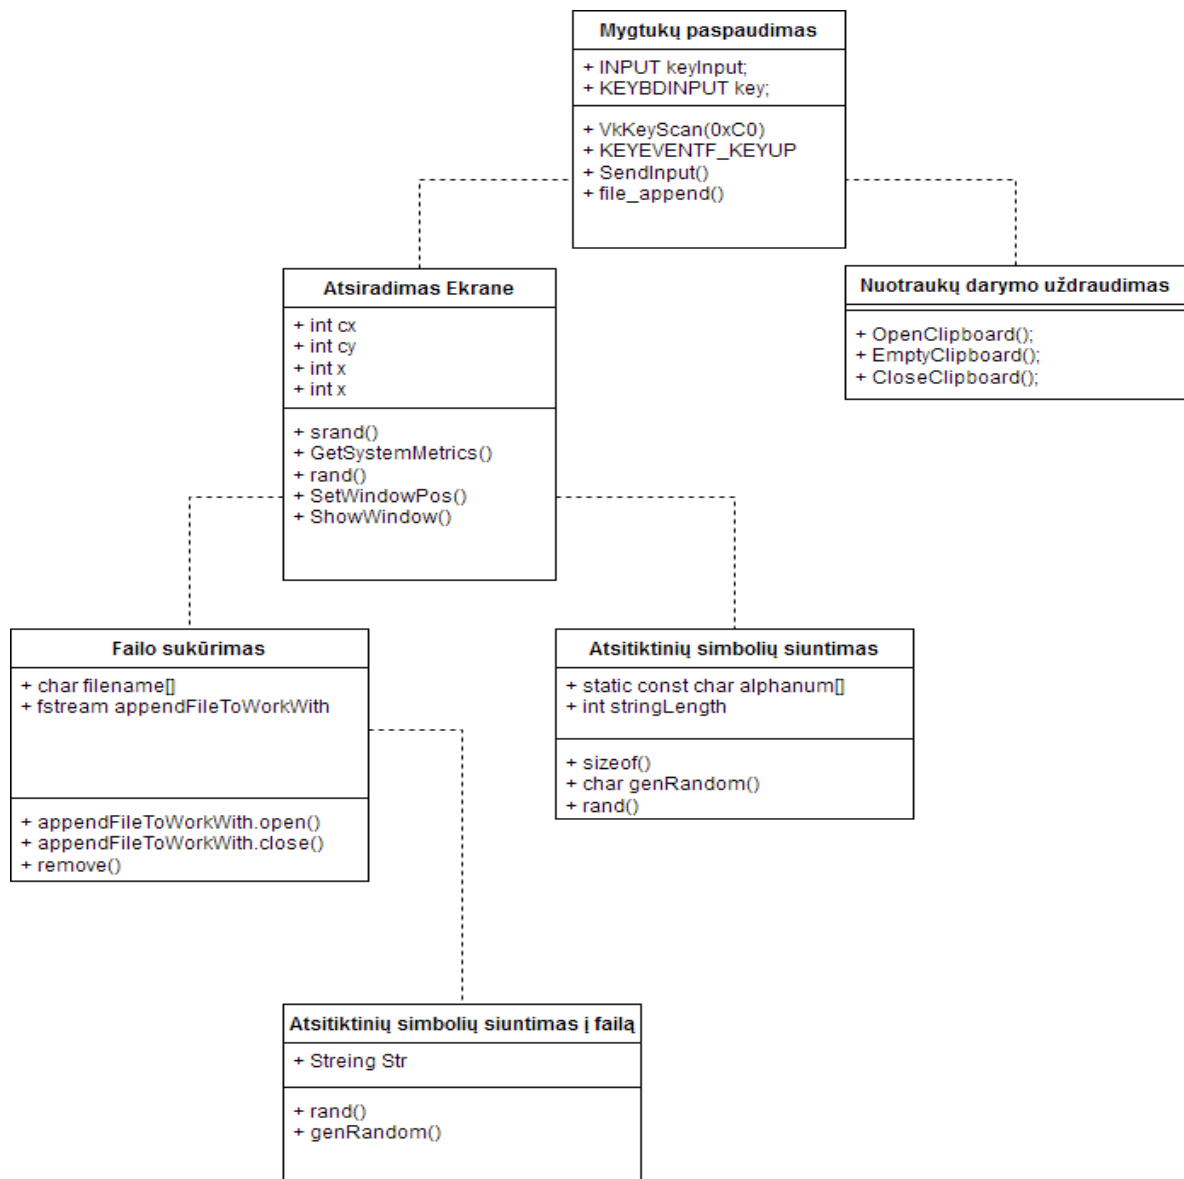 Mygtukų paspaudimas
+ INPUT keyInput;
+ KEYBDINPUT key;
+ VkKeyScan(0xC0)
+ KEYEVENTF_KEYUP
+ SendInput()
+ file_append()
Atsiradimas Ekrane
+ int cx
+ int cy
+ int x
+ int x
+ srand()
+ GetSystemMetrics()
+ rand()
+ SetWindowPos()
+ ShowWindow()
Nuotraukų darymo uždraudimas
+ OpenClipboard();
+ EmptyClipboard();
+ CloseClipboard();
Failo sukūrimas
+ char filename[]
+ fstream appendFileToWorkWith
+ appendFileToWorkWith.open()
+ appendFileToWorkWith.close()
+ remove()
Atsitiktinių simbolių siuntimas
+ static const char alphanum[]
+ int stringLength
+ sizeof()
+ char genRandom()
+ rand()
Atsitiktinių simbolių siuntimas į failą
+ Streing Str
+ rand()
+ genRandom()